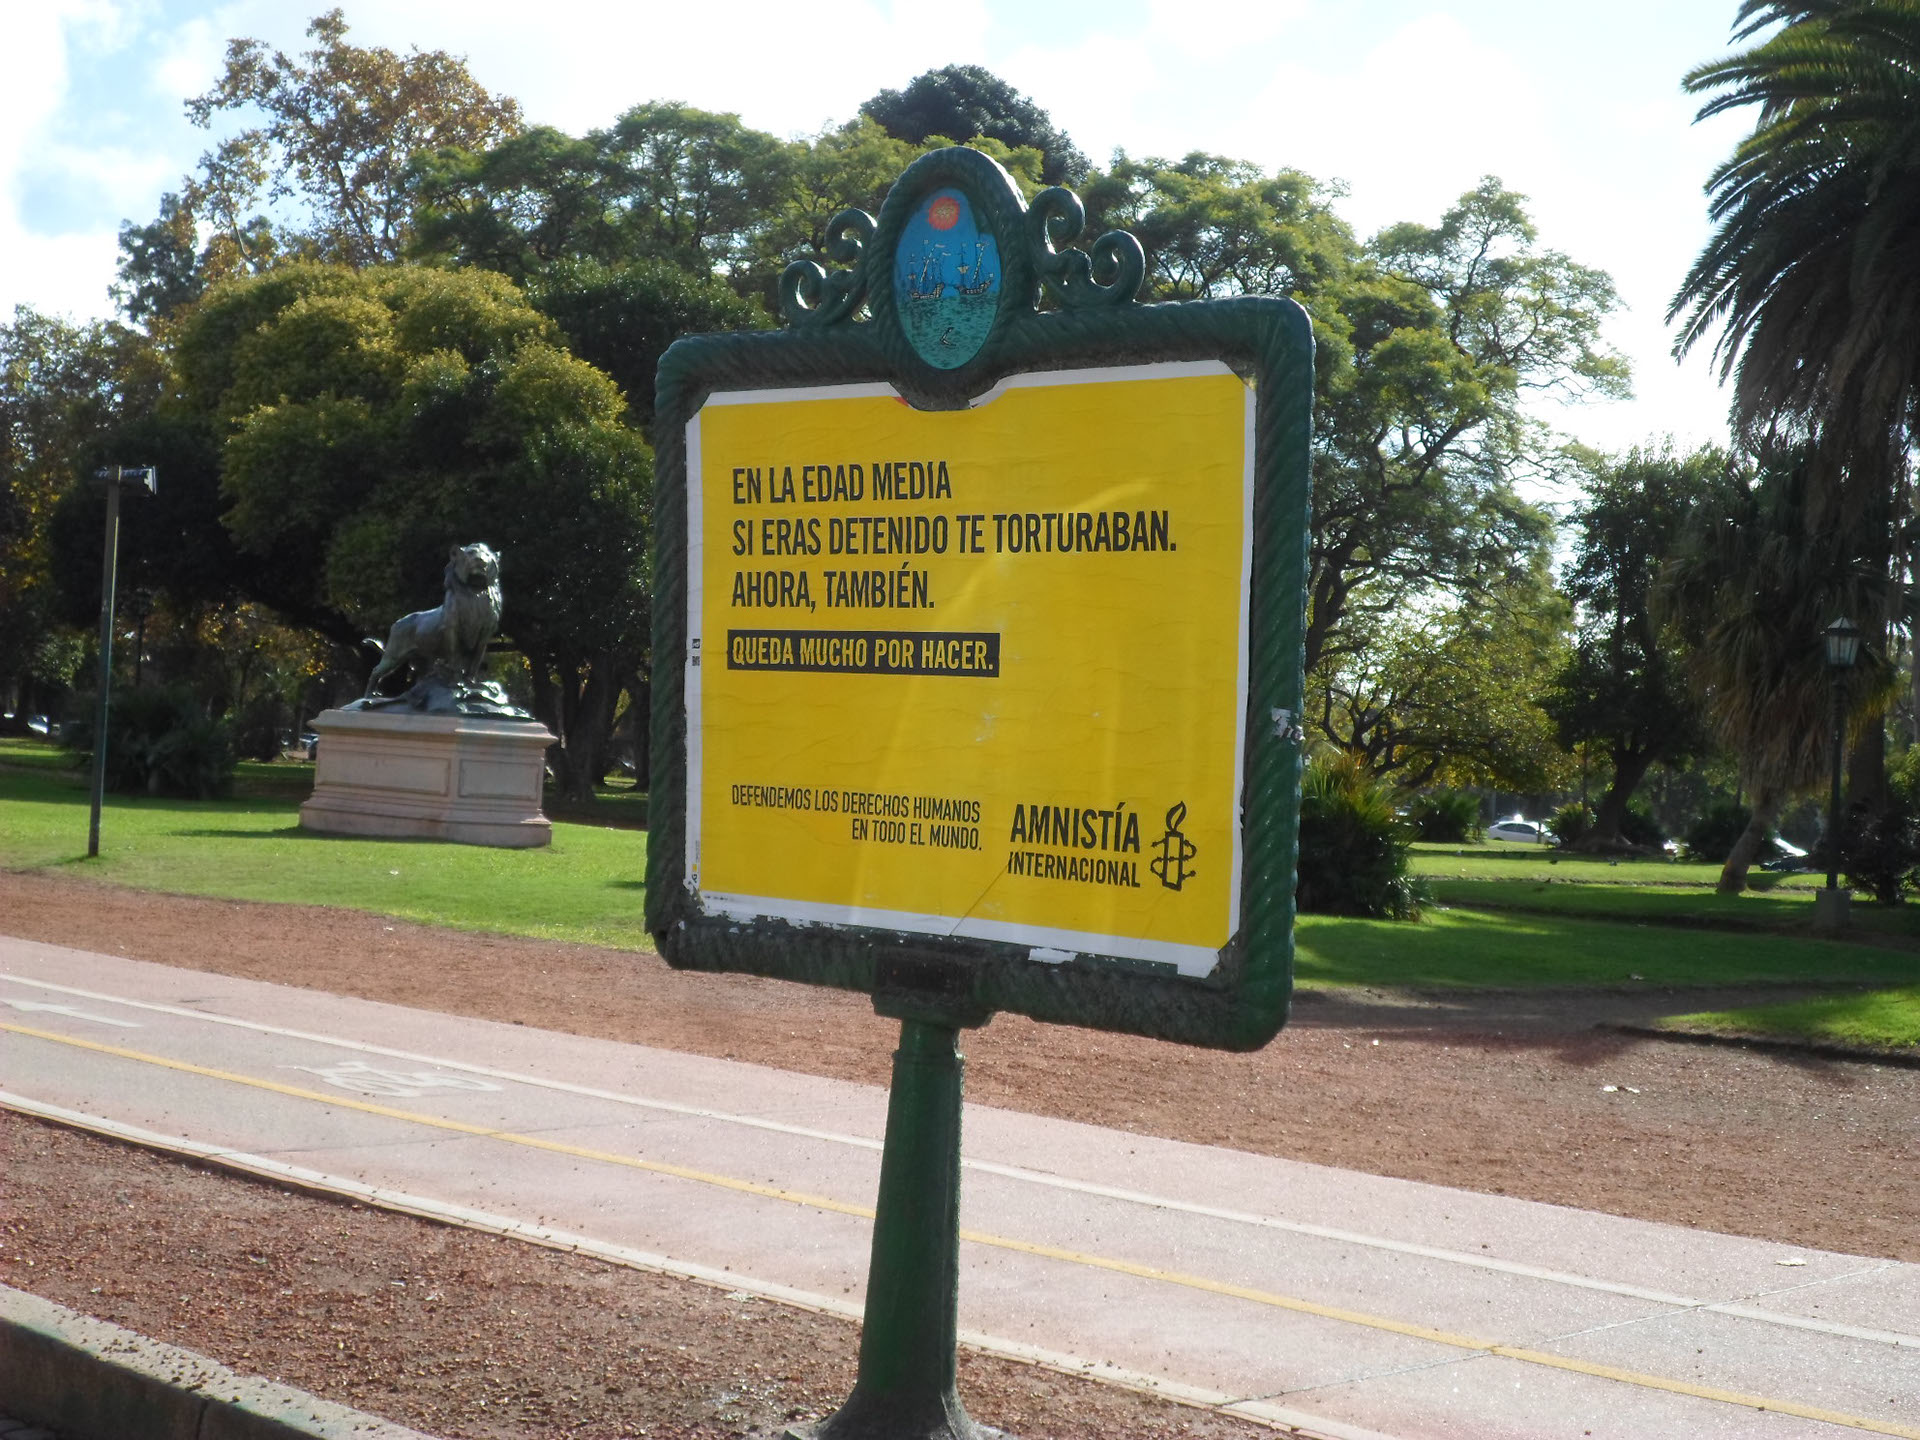 EN LA EDAD MEDIA
SI ERAS DETENIDO TE TORTURABAN.
AHORA, TAMBIÉN.
QUEDA MUCHO POR HACER.
DEFENDEMOS LOS DERECHOS HUMANOS
EN TODO EL MUNDO.
AMNISTÍA
INTERNACIONAL